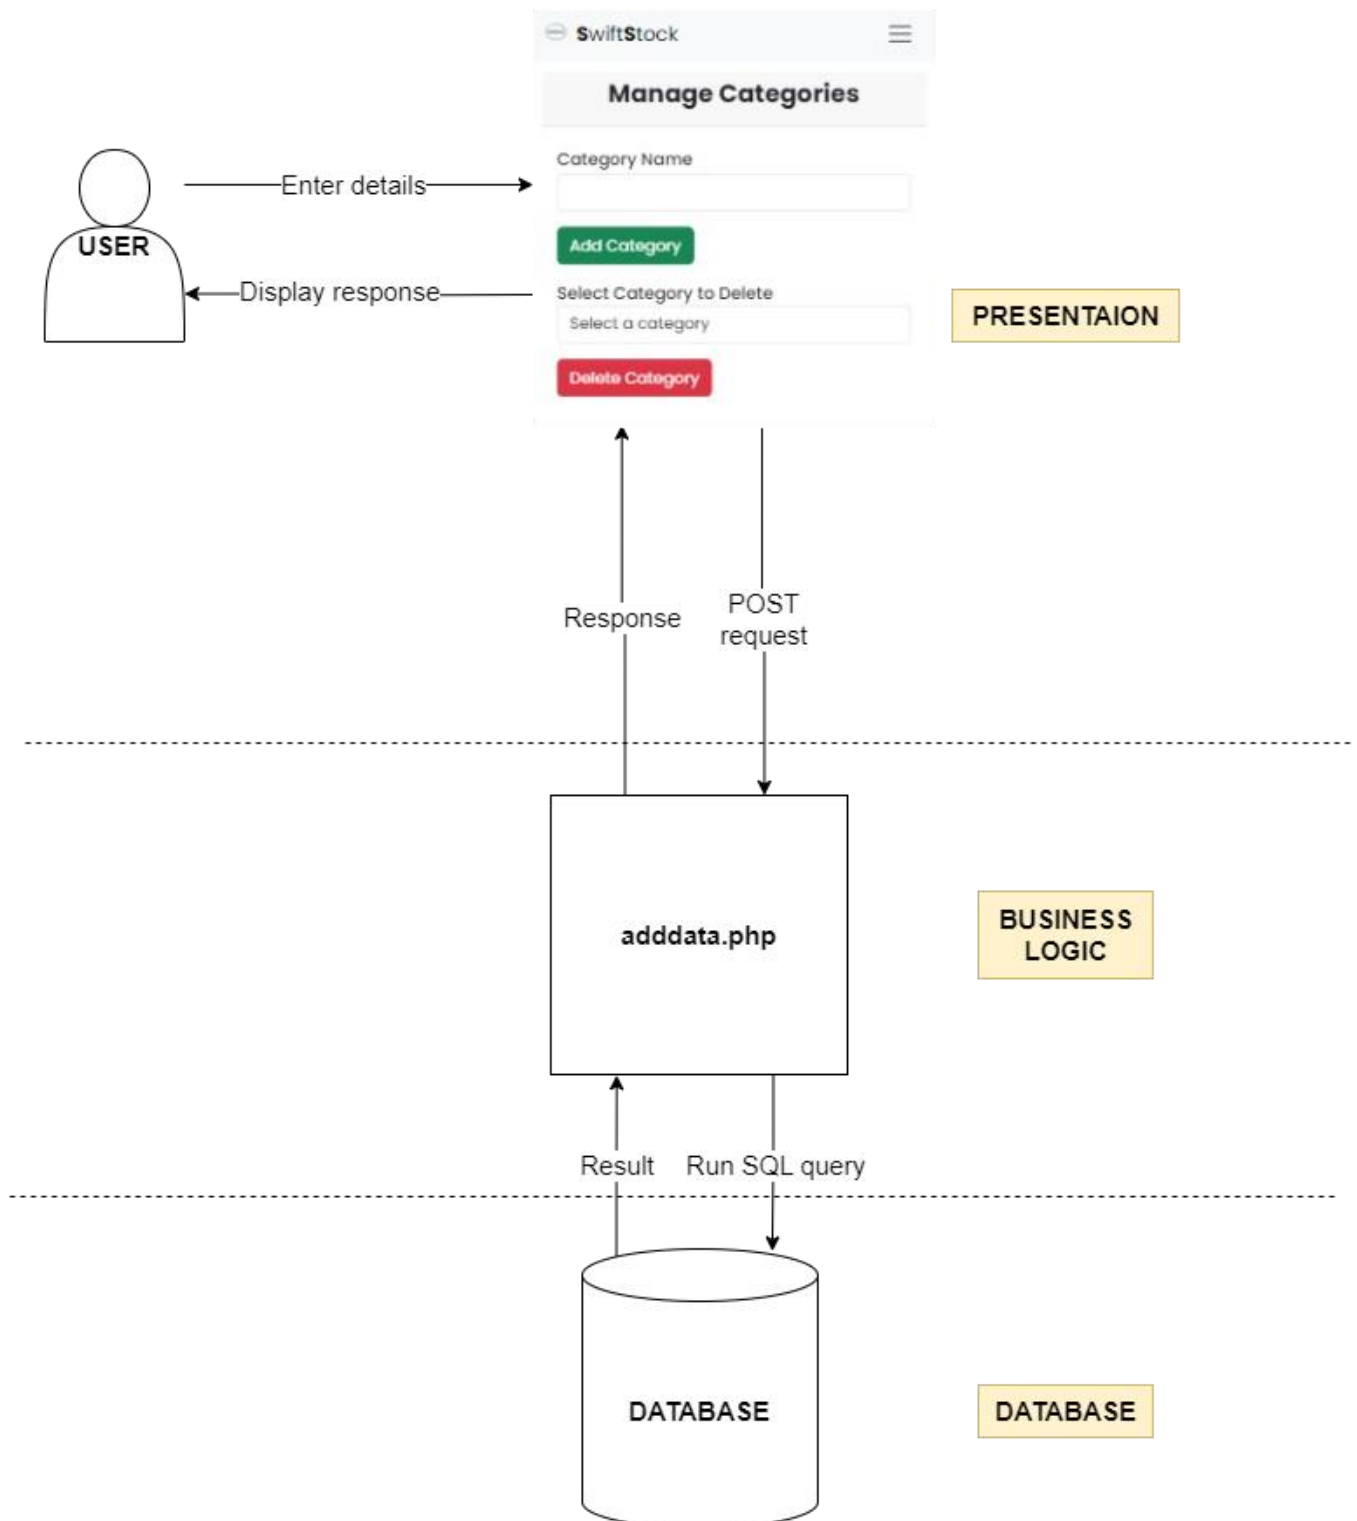 SwiftStock
Manage Categories
Category Name
Enter details
USER
Add Category
Display response
Select Category to Delete
Select a category
PRESENTAION
Delete Category
Response
POST
request
adddata.php
BUSINESS
LOGIC
Result
Run SQL query
DATABASE
DATABASE